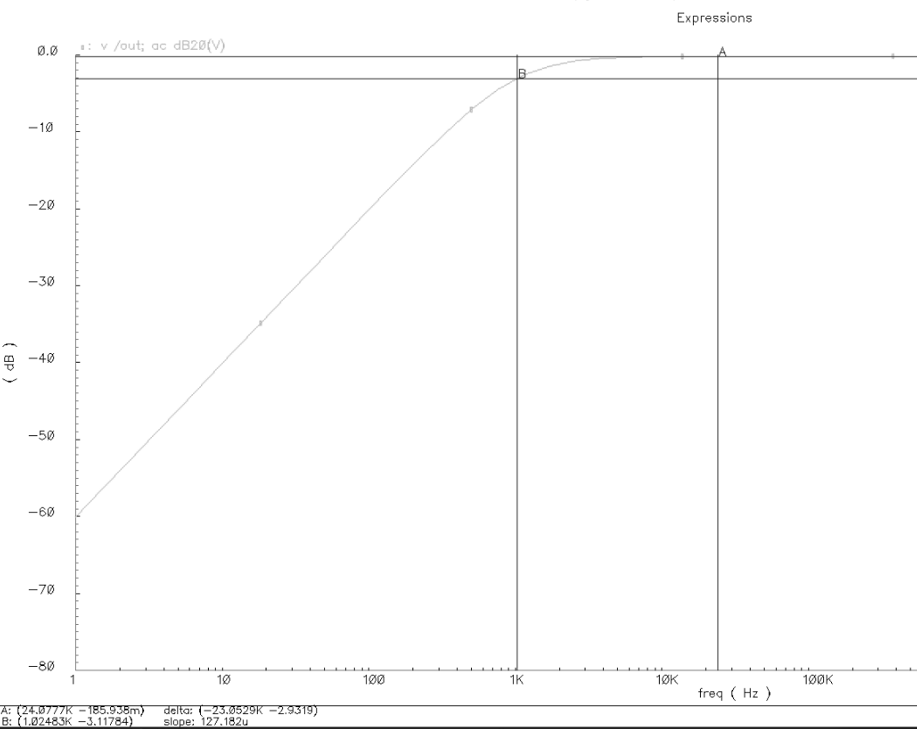 Expressions
: v /out; ac dB20(V)
0.0
A
B
−10
−20
−30
( dB )
−40
−50
−60
−70
−80
1
10
100
1K
10K
100K
freq ( Hz )
A: (24.0777K −185.938m) delta: (−23.0529K −2.9319)
B: (1.02483K −3.11784) slope: 127.182u